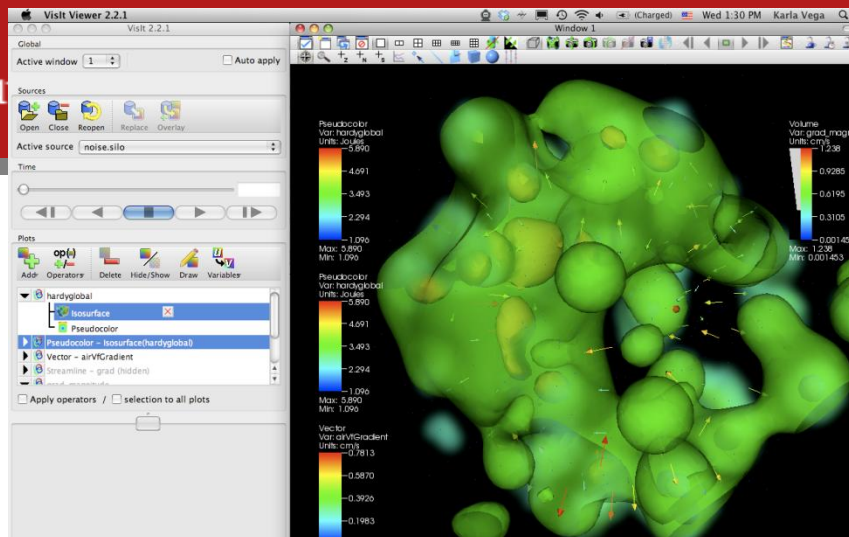 VisIt Viewer 2.2.1
(Charged)
Wed 1:30 PM
Karla Vega
VisIt 2.2.1
Global
Active window
1
Auto apply
Sources
Open
Close
Reopen
Replace
Overlay
Active source
noise.silo
Time
Plots
op(=)
Add
Operators
Delete
Hide/Show
Draw
Variables
hardyglobal
Isosurface
Pseudocolor
Pseudocolor - Isosurface(hardyglobal)
Vector - airVfGradient
Streamline - grad (hidden)
grad_magnitude
Apply operators / selection to all plots
Window 1
Pseudocolor
Var: hardyglobal
Units: Joules
5.890
4.691
3.493
2.294
1.096
Max: 5.890
Min: 1.096
Pseudocolor
Var: hardyglobal
Units: Joules
5.890
4.691
3.493
2.294
1.096
Max: 5.890
Min: 1.096
Vector
Var: airVfGradient
Units: cm/s
0.7813
0.5870
0.3926
0.1983
Volume
Var: grad_magn
Units: cm/s
1.238
0.9285
0.6195
0.3105
0.00145
Max: 1.238
Min: 0.001453